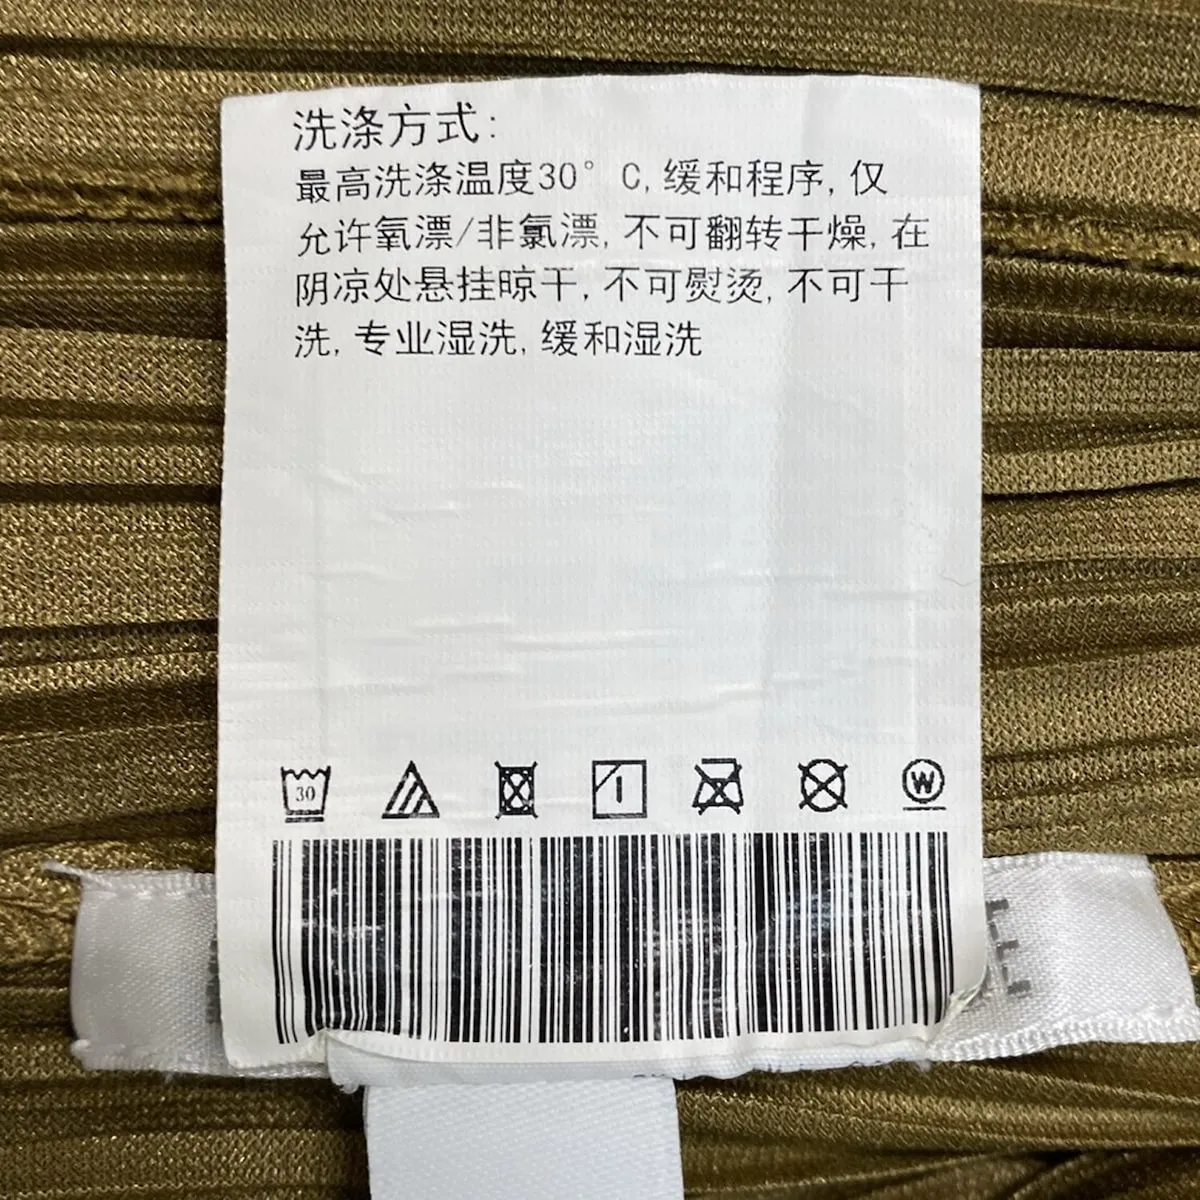 洗涤方式:
最高洗涤温度30° C,缓和程序,仅
允许氧漂/非氯漂,不可翻转干燥,在
阴凉处悬挂晾干,不可熨烫,不可干
洗,专业湿洗,缓和湿洗
30
W